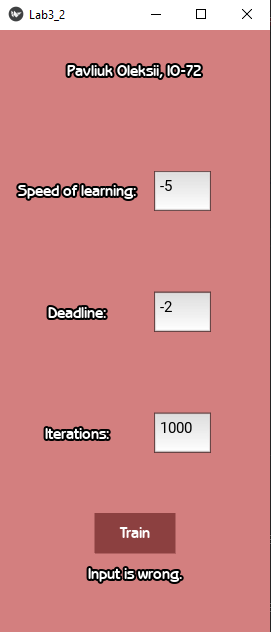 Lab3_2
Pavliuk Oleksii, IO-72
Speed of learning: -5
Deadline: -2
Iterations: 1000
Train
Input is wrong.